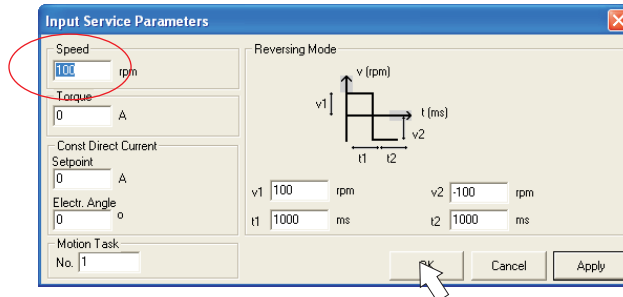 Input Service Parameters
Speed
100 rpm
Torque
0 A
Const Direct Current
Setpoint
0 A
Electr. Angle
0 o
Motion Task
No. 1
Reversing Mode
v (rpm)
v1
t (ms)
v2
t1 t2
v1 100 rpm v2 -100 rpm
t1 1000 ms t2 1000 ms
OK Cancel Apply